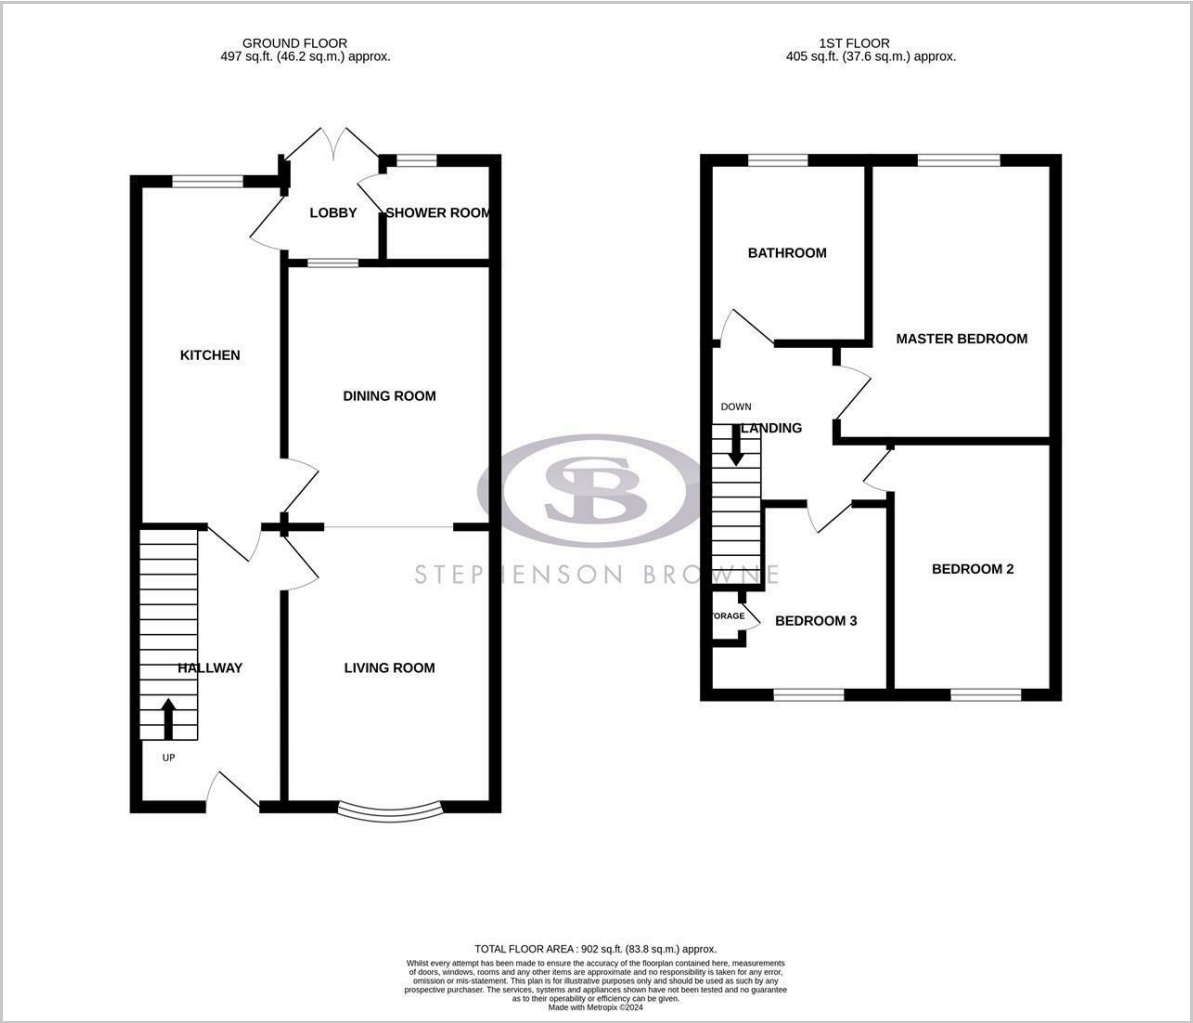 GROUND FLOOR
497 sq.ft. (46.2 sq.m.) approx.
1ST FLOOR
405 sq.ft. (37.6 sq.m.) approx.
LOBBY
SHOWER ROOM
KITCHEN
DINING ROOM
HALLWAY
LIVING ROOM
UP
BATHROOM
MASTER BEDROOM
DOWN
LANDING
BEDROOM 2
TORAGE
BEDROOM 3
SB
STEPHENSON BROWNE
TOTAL FLOOR AREA : 902 sq.ft. (83.8 sq.m.) approx.
Whilst every attempt has been made to ensure the accuracy of the floorplan contained here, measurements
of doors, windows, rooms and any other items are approximate and no responsibility is taken for any error,
omission or mis-statement. This plan is for illustrative purposes only and should be used as such by any
prospective purchaser. The services, systems and appliances shown have not been tested and no guarantee
as to their operability or efficiency can be given.
Made with Metropix ©2024